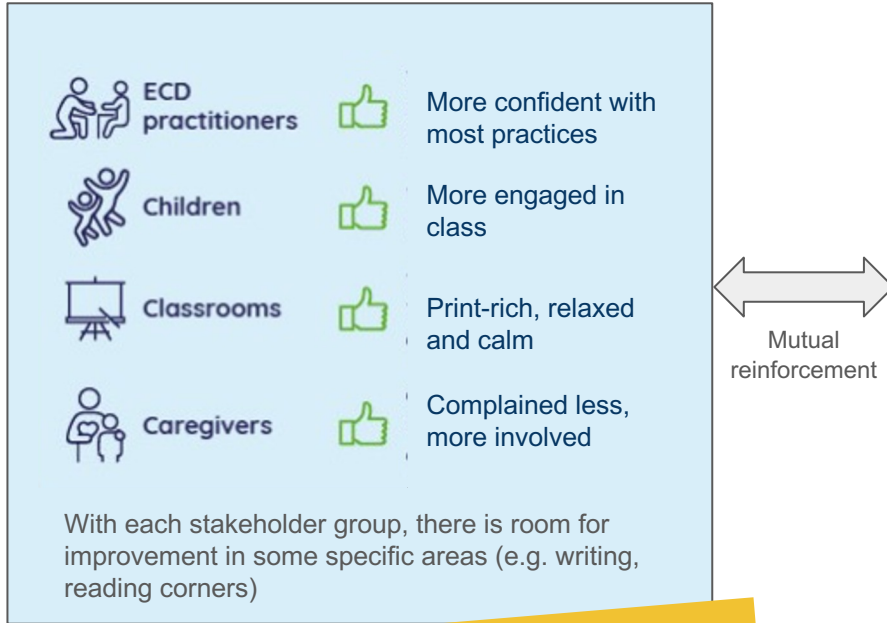 ECD
practitioners
More confident with
most practices
Children
More engaged in
class
Classrooms
Print-rich, relaxed
and calm
Caregivers
Complained less,
more involved
With each stakeholder group, there is room for
improvement in some specific areas (e.g. writing,
reading corners)
Mutual
reinforcement